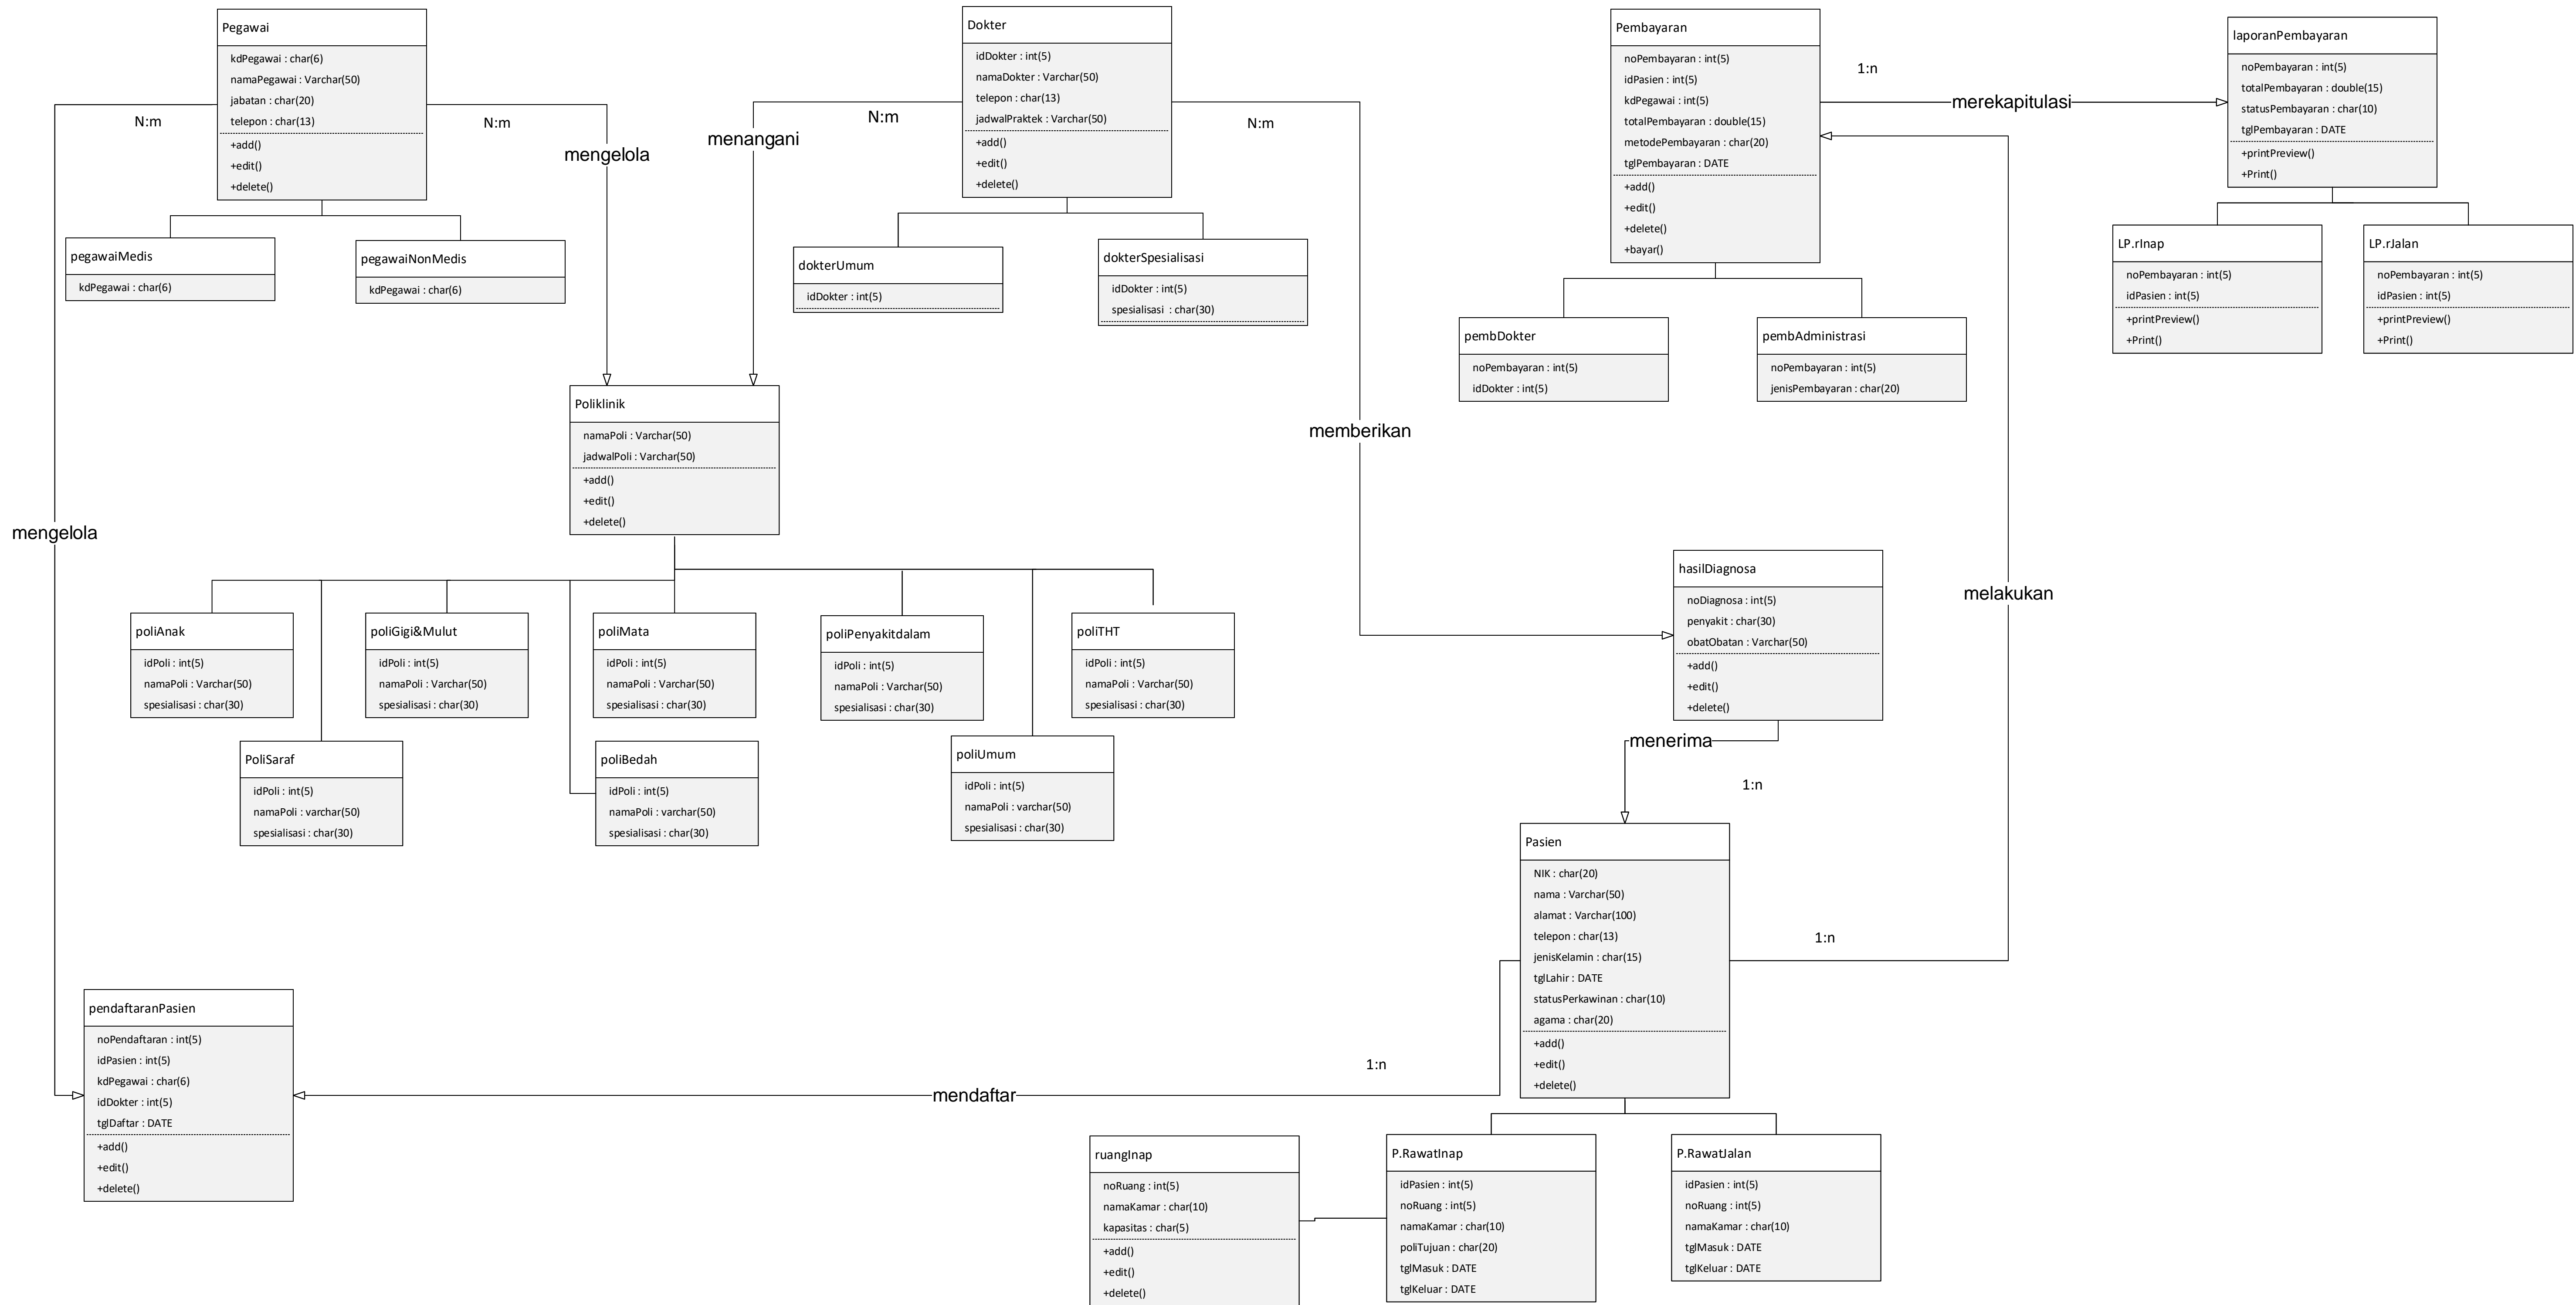 Pegawai
kdPegawai : char(6)
namaPegawai : Varchar(50)
jabatan : char(20)
telepon : char(13)
+add()
+edit()
+delete()
N:m
N:m
mengelola
mengelola
pegawaiMedis
kdPegawai : char(6)
pegawaiNonMedis
kdPegawai : char(6)
Dokter
idDokter : int(5)
namaDokter : Varchar(50)
telepon : char(13)
jadwalPraktek : Varchar(50)
+add()
+edit()
+delete()
N:m
N:m
menangani
memberikan
dokterUmum
idDokter : int(5)
dokterSpesialisasi
idDokter : int(5)
spesialisasi : char(30)
Pembayaran
noPembayaran : int(5)
idPasien : int(5)
kdPegawai : int(5)
totalPembayaran : double(15)
metodePembayaran : char(20)
tglPembayaran : DATE
+add()
+edit()
+delete()
+bayar()
1:n
merekapitulasi
pembDokter
noPembayaran : int(5)
idDokter : int(5)
pembAdministrasi
noPembayaran : int(5)
jenisPembayaran : char(20)
laporanPembayaran
noPembayaran : int(5)
totalPembayaran : double(15)
statusPembayaran : char(10)
tglPembayaran : DATE
+printPreview()
+Print()
LP.rInap
noPembayaran : int(5)
idPasien : int(5)
+printPreview()
+Print()
LP.rJalan
noPembayaran : int(5)
idPasien : int(5)
+printPreview()
+Print()
Poliklinik
namaPoli : Varchar(50)
jadwalPoli : Varchar(50)
+add()
+edit()
+delete()
poliAnak
idPoli : int(5)
namaPoli : Varchar(50)
spesialisasi : char(30)
poliGigi&Mulut
idPoli : int(5)
namaPoli : Varchar(50)
spesialisasi : char(30)
poliMata
idPoli : int(5)
namaPoli : Varchar(50)
spesialisasi : char(30)
poliPenyakitdalam
idPoli : int(5)
namaPoli : Varchar(50)
spesialisasi : char(30)
poliTHT
idPoli : int(5)
namaPoli : Varchar(50)
spesialisasi : char(30)
PoliSaraf
idPoli : int(5)
namaPoli : varchar(50)
spesialisasi : char(30)
poliBedah
idPoli : int(5)
namaPoli : varchar(50)
spesialisasi : char(30)
poliUmum
idPoli : int(5)
namaPoli : varchar(50)
spesialisasi : char(30)
hasilDiagnosa
noDiagnosa : int(5)
penyakit : char(30)
obatObatan : Varchar(50)
+add()
+edit()
+delete()
melakukan
menerima
1:n
Pasien
NIK : char(20)
nama : Varchar(50)
alamat : Varchar(100)
telepon : char(13)
jenisKelamin : char(15)
tglLahir : DATE
statusPerkawinan : char(10)
agama : char(20)
+add()
+edit()
+delete()
1:n
1:n
mendaftar
pendaftaranPasien
noPendaftaran : int(5)
idPasien : int(5)
kdPegawai : char(6)
idDokter : int(5)
tglDaftar : DATE
+add()
+edit()
+delete()
ruangInap
noRuang : int(5)
namaKamar : char(10)
kapasitas : char(5)
+add()
+edit()
+delete()
P.RawatInap
idPasien : int(5)
noRuang : int(5)
namaKamar : char(10)
poliTujuan : char(20)
tglMasuk : DATE
tglKeluar : DATE
P.RawatJalan
idPasien : int(5)
noRuang : int(5)
namaKamar : char(10)
tglMasuk : DATE
tglKeluar : DATE